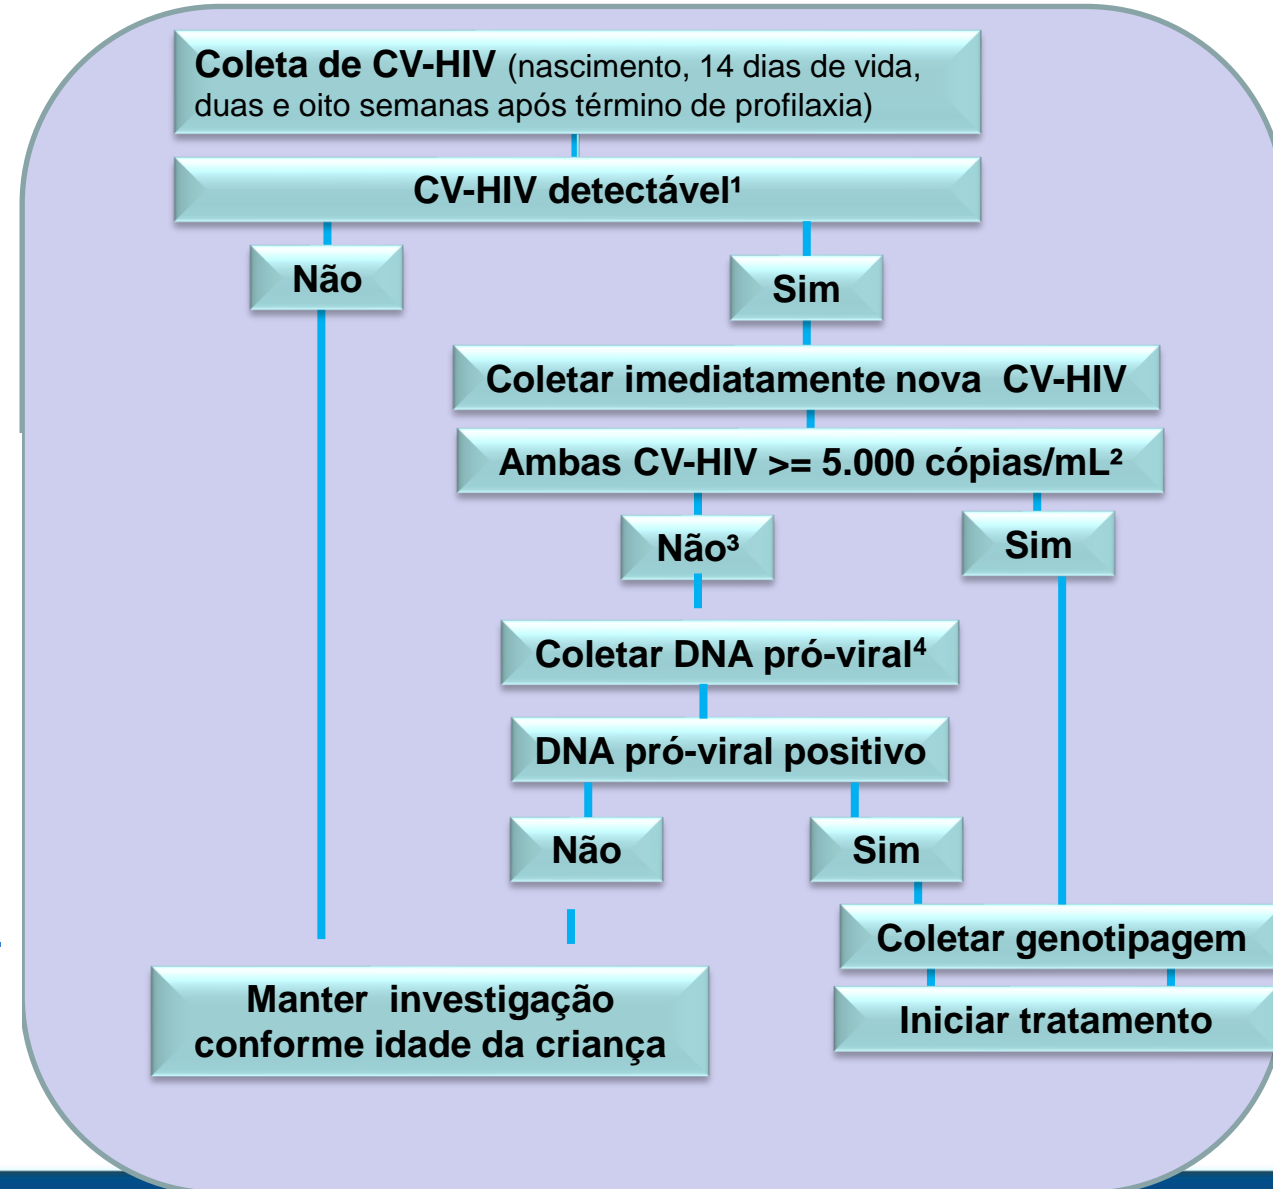 Coleta de CV-HIV (nascimento, 14 dias de vida,
duas e oito semanas após término de profilaxia)
CV-HIV detectável¹
Não
Sim
Coletar imediatamente nova CV-HIV
Ambas CV-HIV >= 5.000 cópias/mL²
Não³
Sim
Coletar DNA pró-viral⁴
DNA pró-viral positivo
Não
Sim
Coletar genotipagem
Manter investigação
conforme idade da criança
Iniciar tratamento